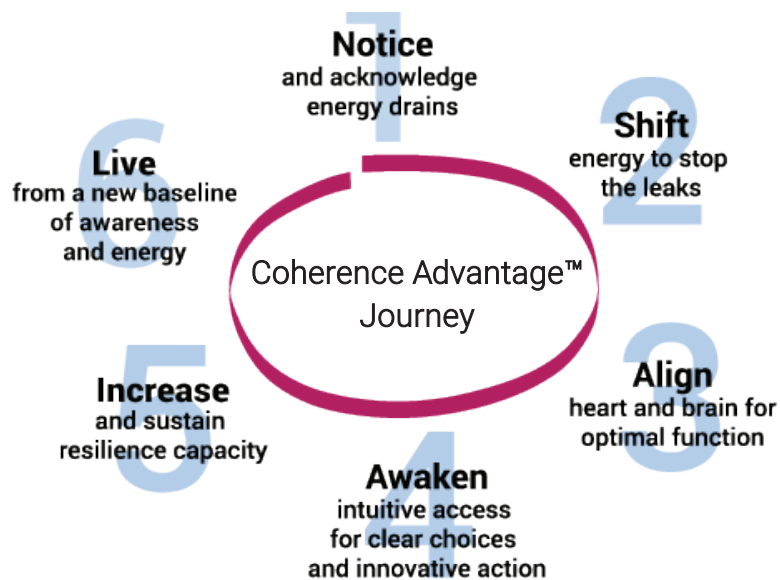 1
Notice
and acknowledge
energy drains
2
Shift
energy to stop
the leaks
3
Align
heart and brain for
optimal function
4
Awaken
intuitive access
for clear choices
and innovative action
5
Increase
and sustain
resilience capacity
6
Live
from a new baseline
of awareness
and energy
Coherence Advantage™
Journey